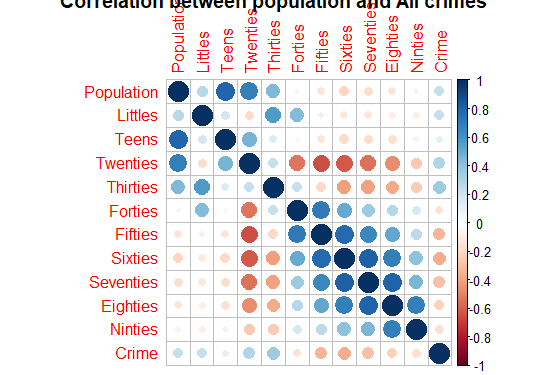 Correlation between population and All crimes
Population
Littles
Teens
Twenties
Thirties
Forties
Fifties
Sixties
Seventies
Eighties
Ninties
Crime
Population
Littles
Teens
Twenties
Thirties
Forties
Fifties
Sixties
Seventies
Eighties
Ninties
Crime
1
0.8
0.6
0.4
0.2
0
-0.2
-0.4
-0.6
-0.8
-1